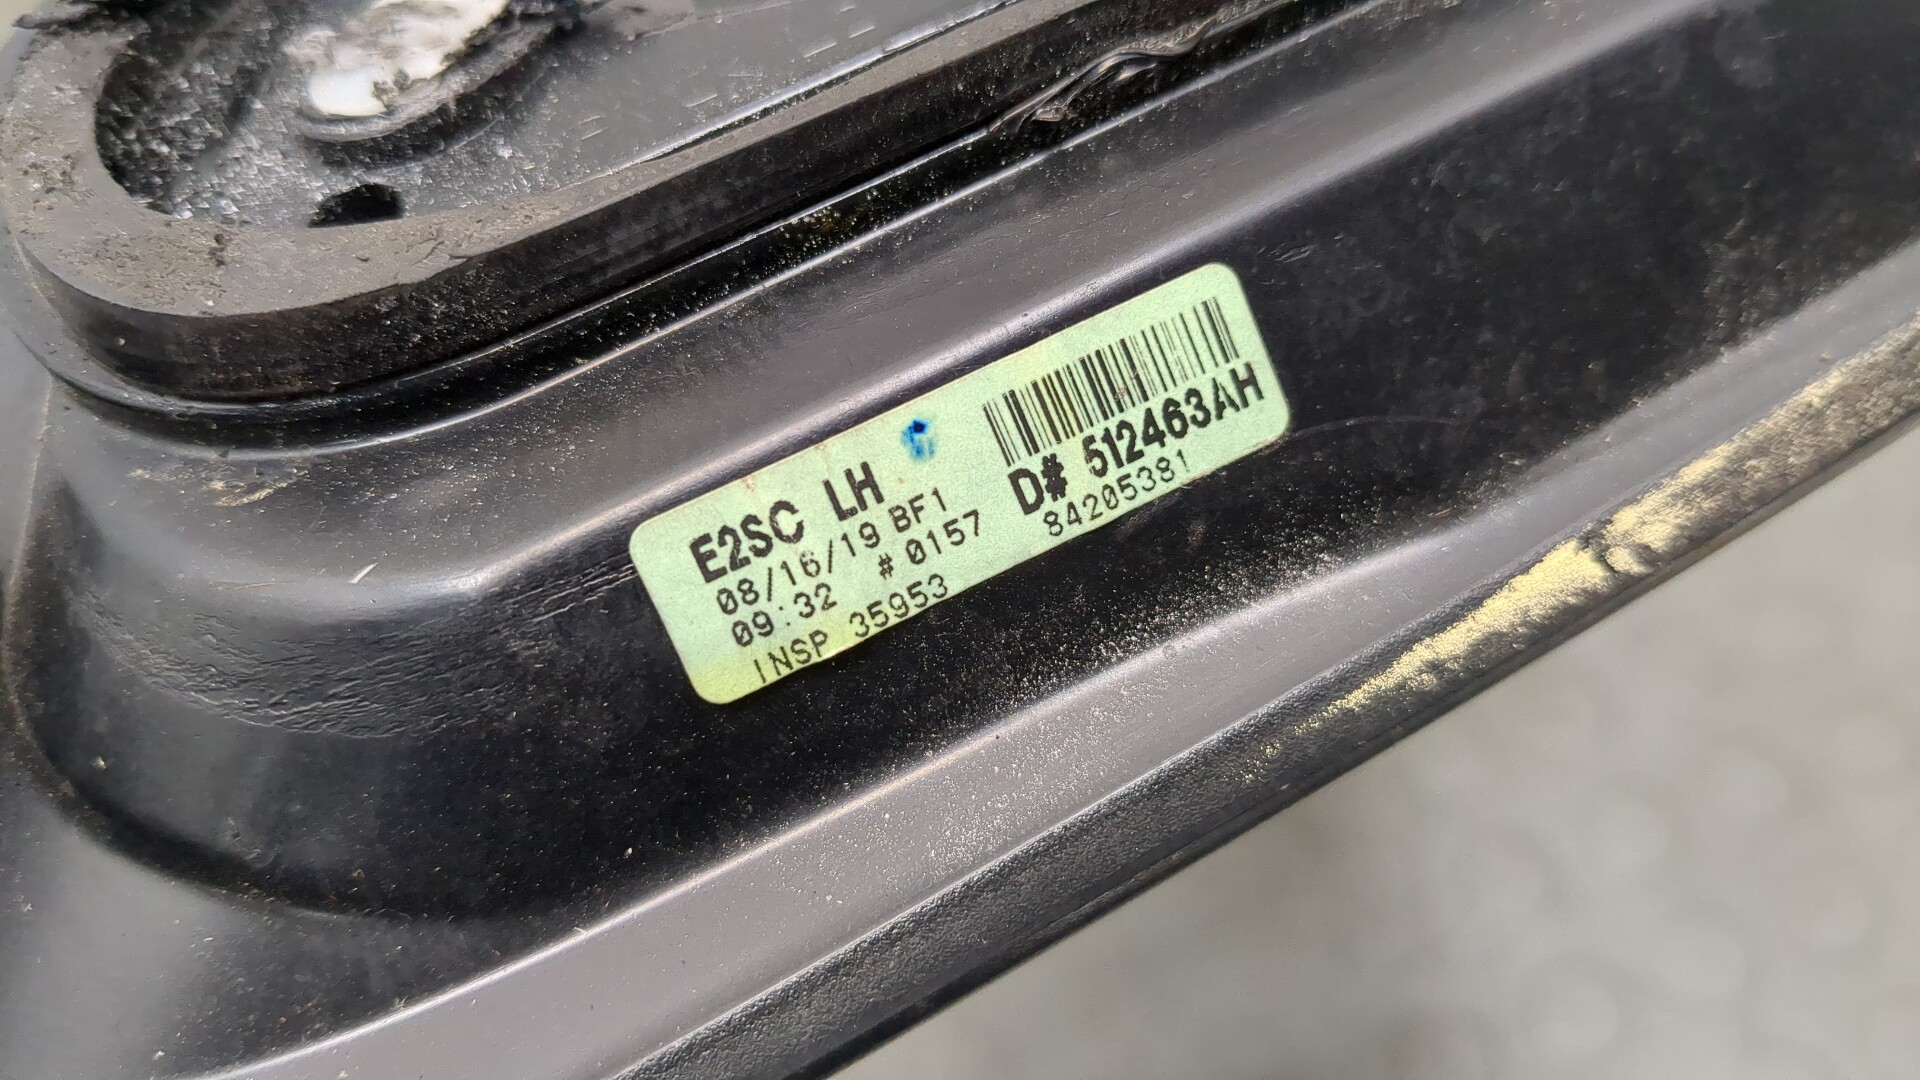 E2SC LH
08/16/19 BF1
09:32 # 0157
INSP 35953
D# 512463AH
84205381